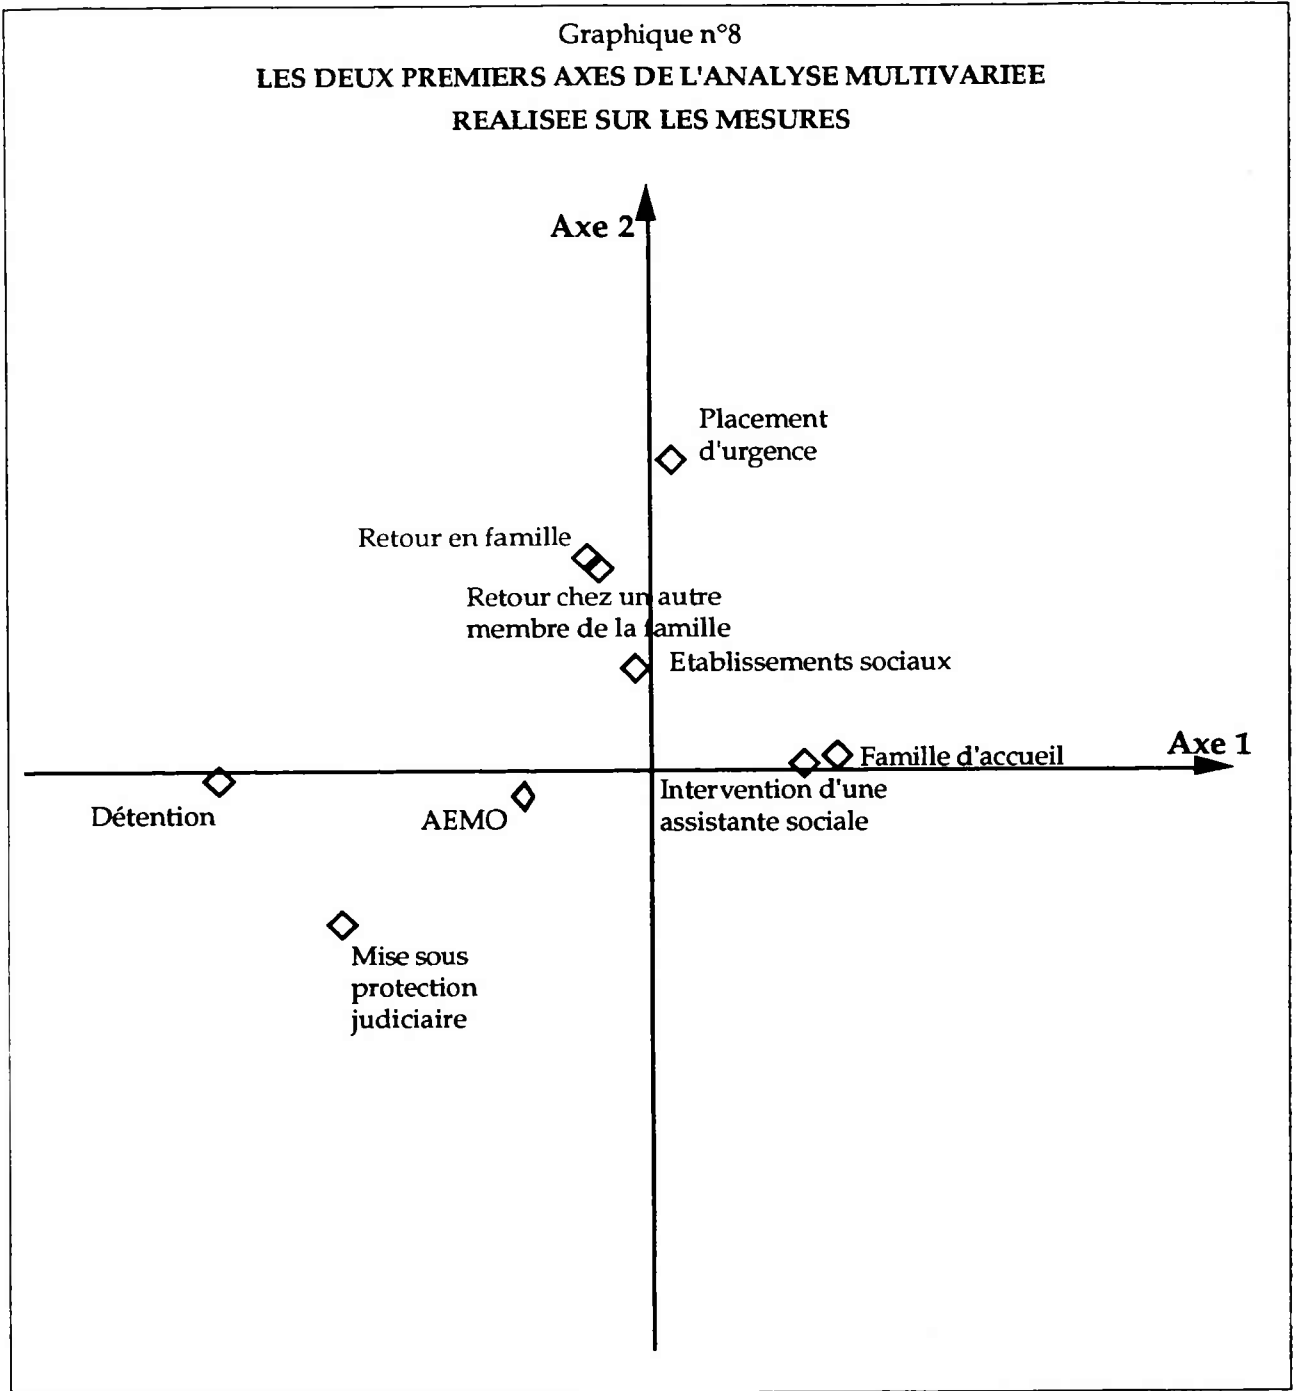 Graphique n°8
LES DEUX PREMIERS AXES DE L'ANALYSE MULTIVARIEE
REALISEE SUR LES MESURES
Axe 2
Placement
d'urgence
Retour en famille
Retour chez un autre
membre de la famille
Etablissements sociaux
Axe 1
Famille d'accueil
Intervention d'une
assistante sociale
Détention
AEMO
Mise sous
protection
judiciaire